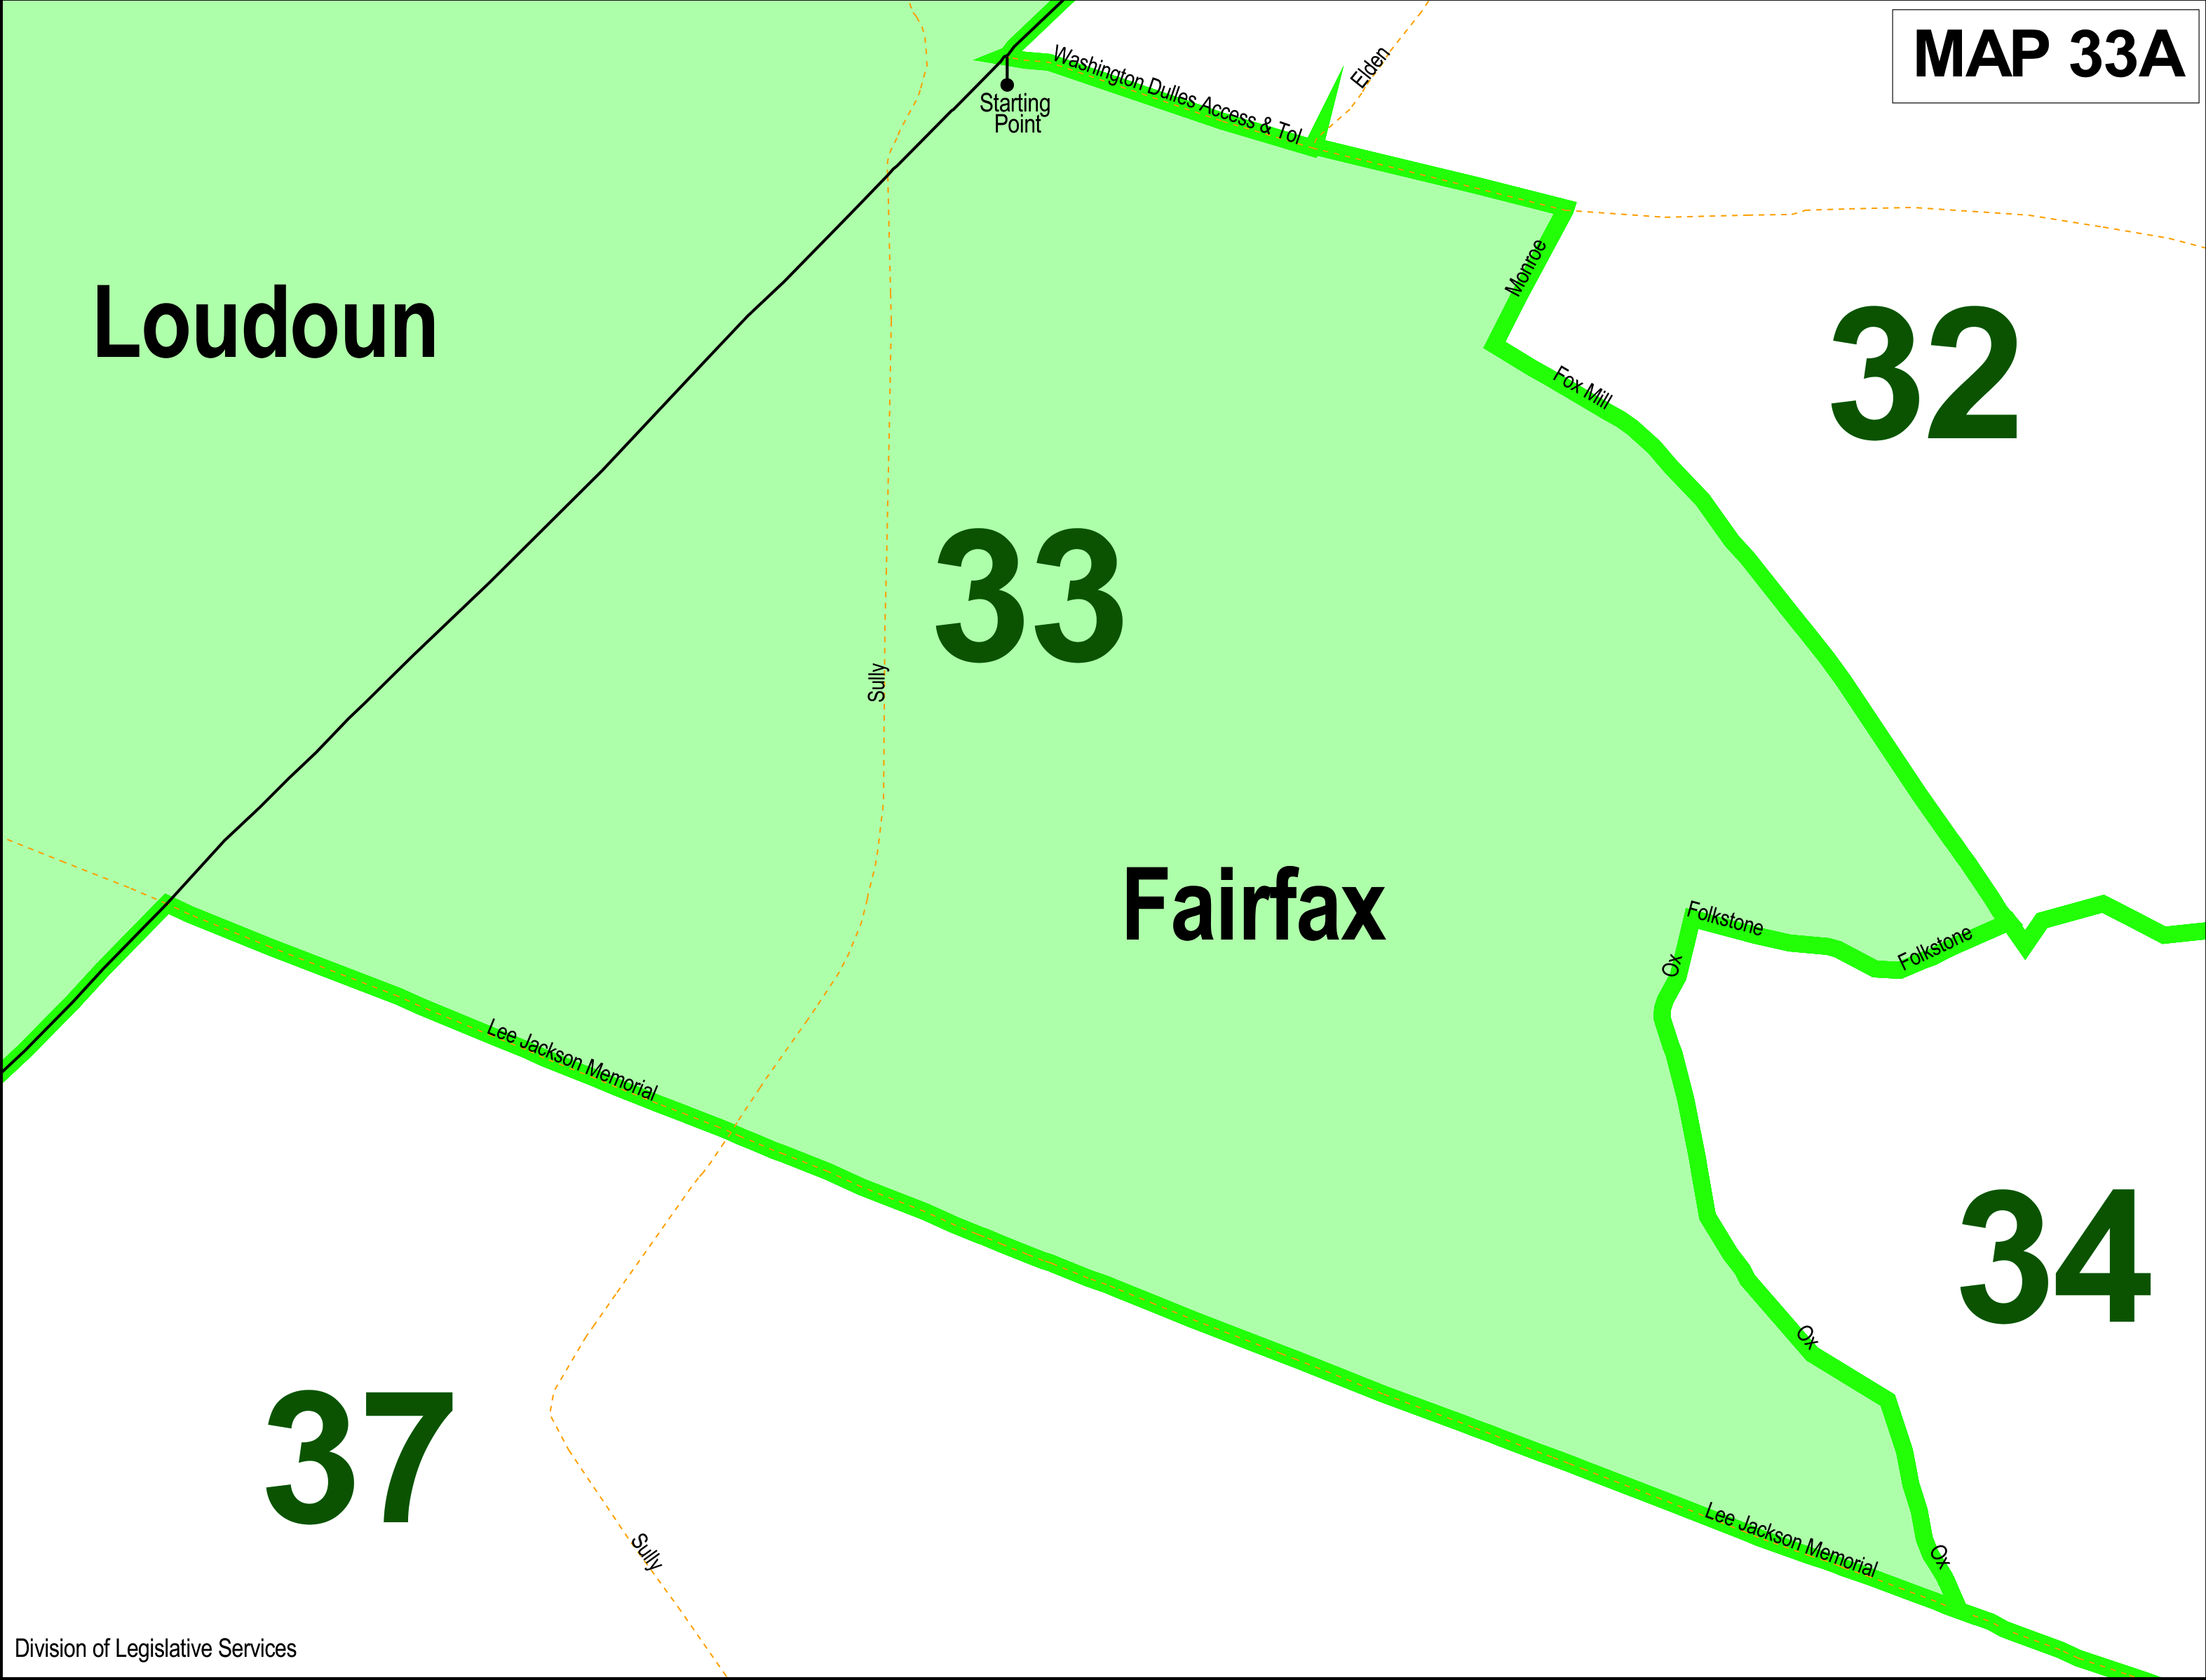 MAP 33A
Washington Dulles Access & Tol
Elden
Starting
Point
Monroe
Loudoun
32
Fox Mill
33
Sully
Fairfax
Folkstone
Folkstone
Ox
Lee Jackson Memorial
34
Ox
37
Lee Jackson Memorial
Ox
Sully
Division of Legislative Services